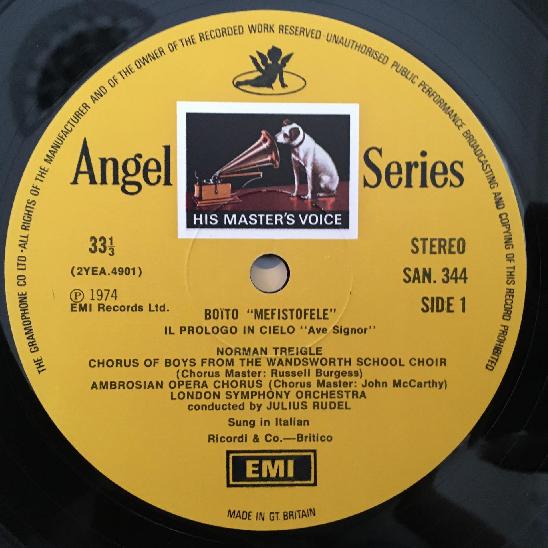 THE GRAMOPHONE CO LTD · ALL RIGHTS OF THE MANUFACTURER AND OF THE OWNER OF THE RECORDED WORK RESERVED · UNAUTHORISED PUBLIC PERFORMANCE BROADCASTING AND COPYING OF THIS RECORD PROHIBITED
Angel Series
HIS MASTER'S VOICE
33⅓
STEREO
(2YEA.4901)
SAN. 344
℗ 1974
SIDE 1
EMI Records Ltd.
BOÏTO "MEFISTOFELE"
IL PROLOGO IN CIELO "Ave Signor"
NORMAN TREIGLE
CHORUS OF BOYS FROM THE WANDSWORTH SCHOOL CHOIR
(Chorus Master: Russell Burgess)
AMBROSIAN OPERA CHORUS (Chorus Master: John McCarthy)
LONDON SYMPHONY ORCHESTRA
conducted by JULIUS RUDEL
Sung in Italian
Ricordi & Co.—Britico
EMI
MADE IN GT. BRITAIN